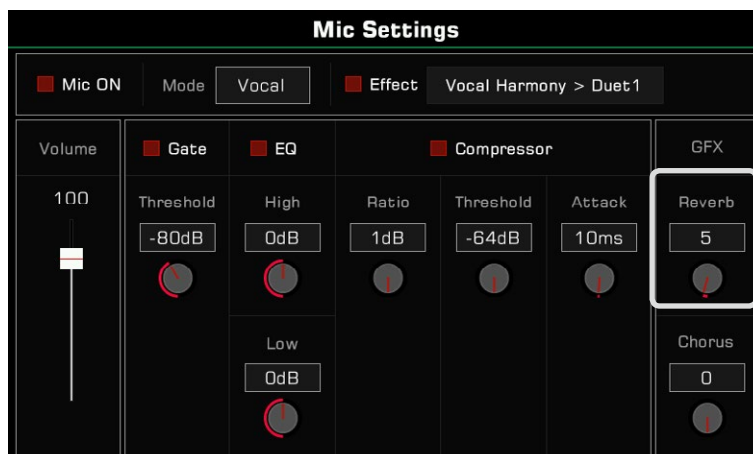 Mic Settings
Mic ON Mode Vocal Effect Vocal Harmony > Duet1
Volume Gate EQ Compressor GFX
100 Threshold High Ratio Threshold Attack Reverb
-80dB 0dB 1dB -64dB 10ms 5
Low Chorus
0dB 0